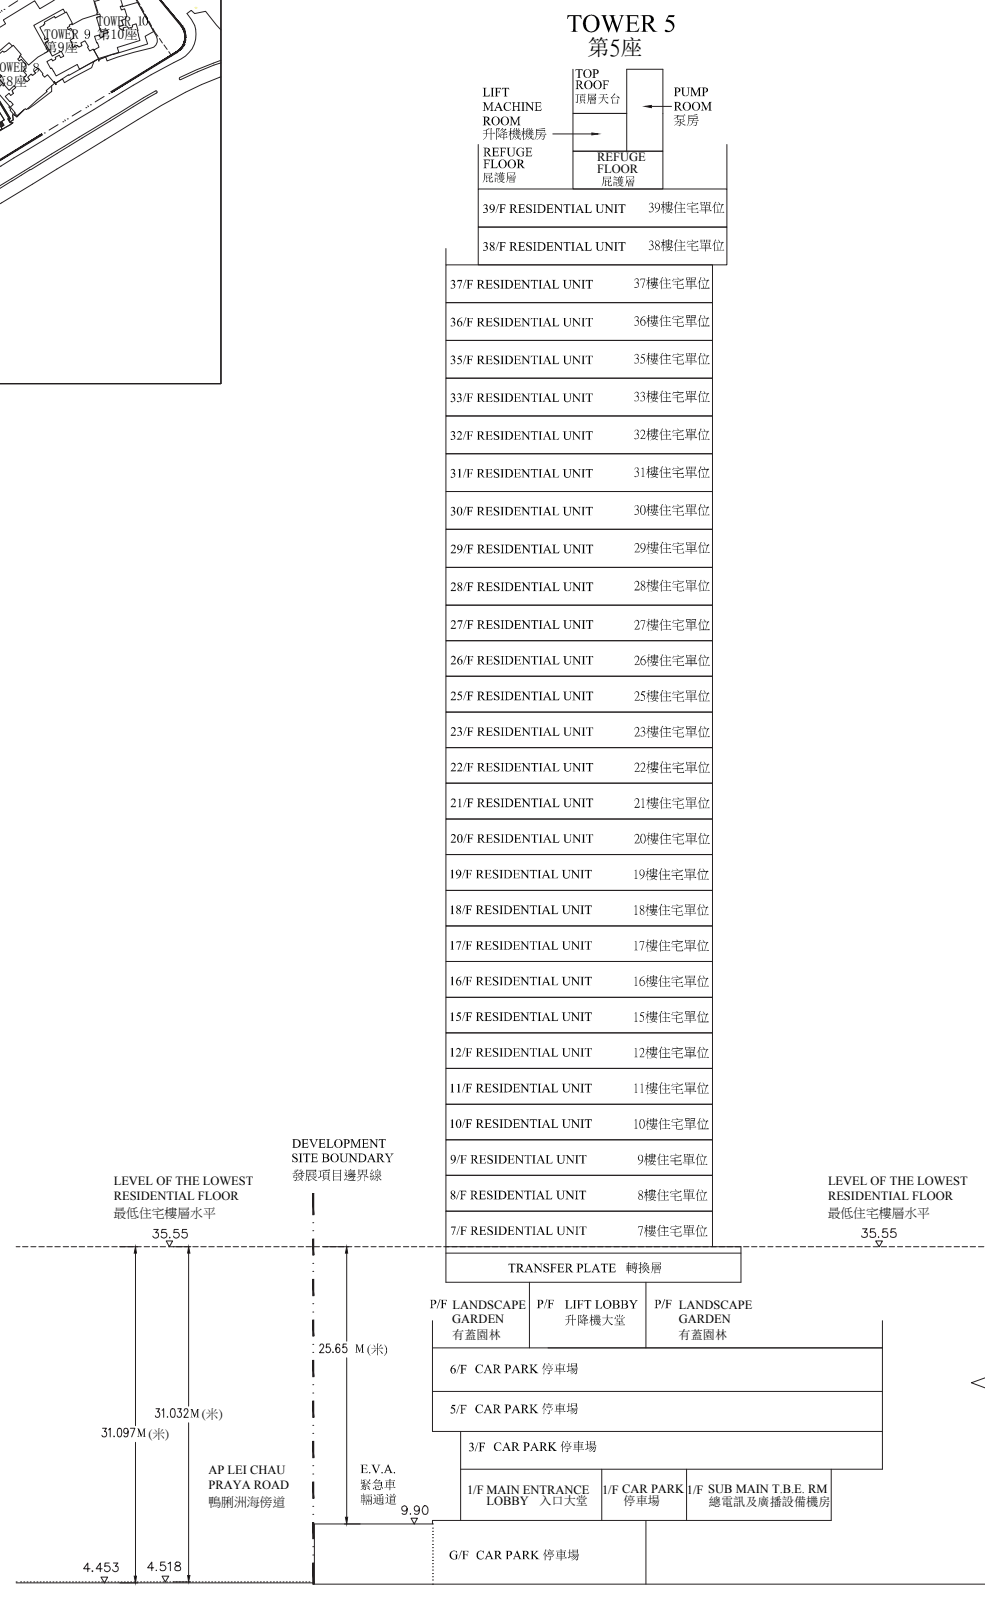 TOWER 10
TOWER 9 第10座
第9座
TOWER 5
第5座
TOP
ROOF
頂層天台
LIFT
MACHINE
ROOM
升降機機房
PUMP
ROOM
泵房
REFUGE
FLOOR
庇護層
REFUGE
FLOOR
庇護層
39/F RESIDENTIAL UNIT 39樓住宅單位
38/F RESIDENTIAL UNIT 38樓住宅單位
37/F RESIDENTIAL UNIT 37樓住宅單位
36/F RESIDENTIAL UNIT 36樓住宅單位
35/F RESIDENTIAL UNIT 35樓住宅單位
33/F RESIDENTIAL UNIT 33樓住宅單位
32/F RESIDENTIAL UNIT 32樓住宅單位
31/F RESIDENTIAL UNIT 31樓住宅單位
30/F RESIDENTIAL UNIT 30樓住宅單位
29/F RESIDENTIAL UNIT 29樓住宅單位
28/F RESIDENTIAL UNIT 28樓住宅單位
27/F RESIDENTIAL UNIT 27樓住宅單位
26/F RESIDENTIAL UNIT 26樓住宅單位
25/F RESIDENTIAL UNIT 25樓住宅單位
23/F RESIDENTIAL UNIT 23樓住宅單位
22/F RESIDENTIAL UNIT 22樓住宅單位
21/F RESIDENTIAL UNIT 21樓住宅單位
20/F RESIDENTIAL UNIT 20樓住宅單位
19/F RESIDENTIAL UNIT 19樓住宅單位
18/F RESIDENTIAL UNIT 18樓住宅單位
17/F RESIDENTIAL UNIT 17樓住宅單位
16/F RESIDENTIAL UNIT 16樓住宅單位
15/F RESIDENTIAL UNIT 15樓住宅單位
12/F RESIDENTIAL UNIT 12樓住宅單位
11/F RESIDENTIAL UNIT 11樓住宅單位
10/F RESIDENTIAL UNIT 10樓住宅單位
9/F RESIDENTIAL UNIT 9樓住宅單位
8/F RESIDENTIAL UNIT 8樓住宅單位
7/F RESIDENTIAL UNIT 7樓住宅單位
DEVELOPMENT
SITE BOUNDARY
發展項目邊界線
LEVEL OF THE LOWEST
RESIDENTIAL FLOOR
最低住宅樓層水平
35.55
LEVEL OF THE LOWEST
RESIDENTIAL FLOOR
最低住宅樓層水平
35.55
TRANSFER PLATE 轉換層
P/F LANDSCAPE
GARDEN
有蓋園林
P/F LIFT LOBBY
升降機大堂
P/F LANDSCAPE
GARDEN
有蓋園林
25.65 M(米)
6/F CAR PARK 停車場
5/F CAR PARK 停車場
31.032M(米)
31.097M(米)
3/F CAR PARK 停車場
AP LEI CHAU
PRAYA ROAD
鴨脷洲海傍道
E.V.A.
緊急車
輛通道
1/F MAIN ENTRANCE
LOBBY 入口大堂
1/F CAR PARK
停車場
1/F SUB MAIN T.B.E. RM
總電訊及廣播設備機房
9.90
G/F CAR PARK 停車場
4.453
4.518